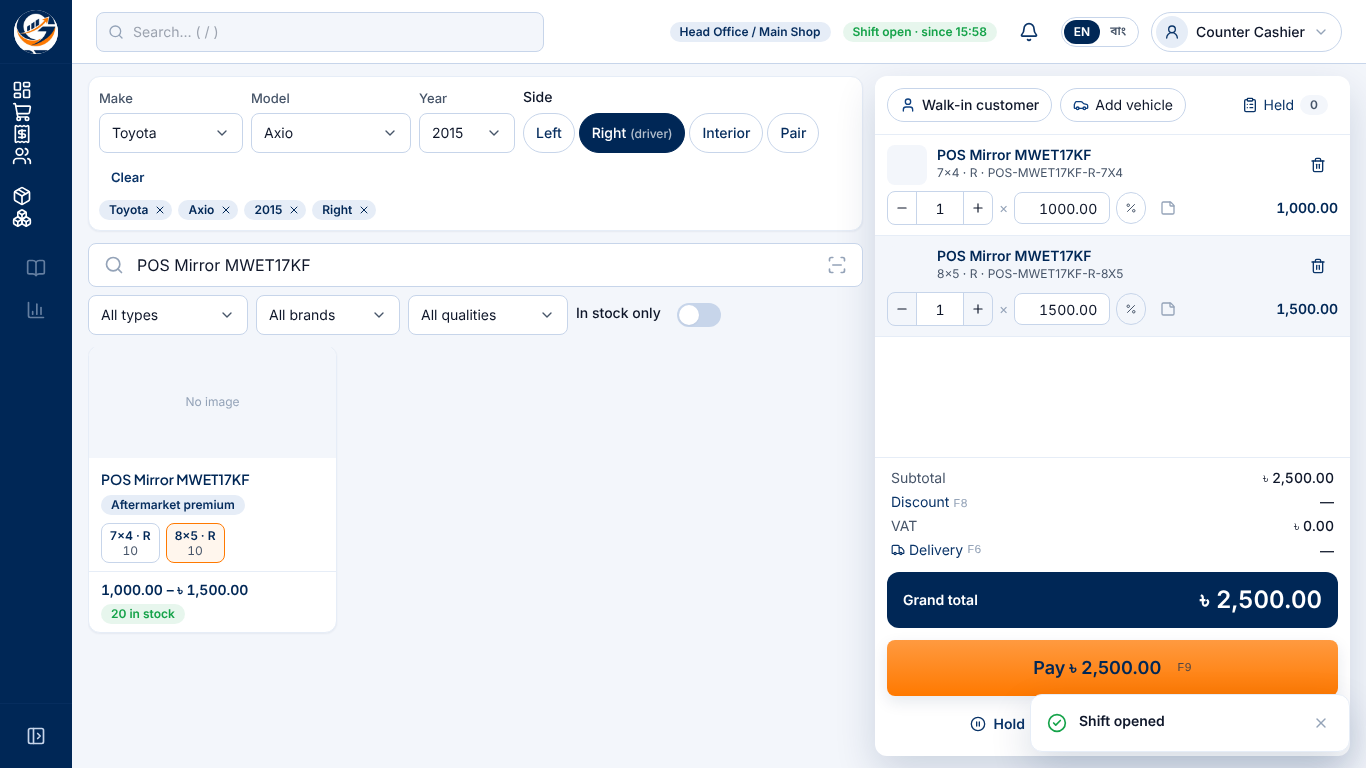 Search... ( / )
Head Office / Main Shop
Shift open · since 15:58
EN
বাং
Counter Cashier
Make
Model
Year
Side
Toyota
Axio
2015
Left
Right (driver)
Interior
Pair
Clear
Toyota ×
Axio ×
2015 ×
Right ×
POS Mirror MWET17KF
All types
All brands
All qualities
In stock only
No image
POS Mirror MWET17KF
Aftermarket premium
7×4 · R
10
8×5 · R
10
1,000.00 – ৳ 1,500.00
20 in stock
Walk-in customer
Add vehicle
Held 0
POS Mirror MWET17KF
7×4 · R · POS-MWET17KF-R-7X4
− 1 + × 1000.00 % 1,000.00
POS Mirror MWET17KF
8×5 · R · POS-MWET17KF-R-8X5
− 1 + × 1500.00 % 1,500.00
Subtotal ৳ 2,500.00
Discount F8 —
VAT ৳ 0.00
Delivery F6 —
Grand total ৳ 2,500.00
Pay ৳ 2,500.00 F9
Hold
Shift opened